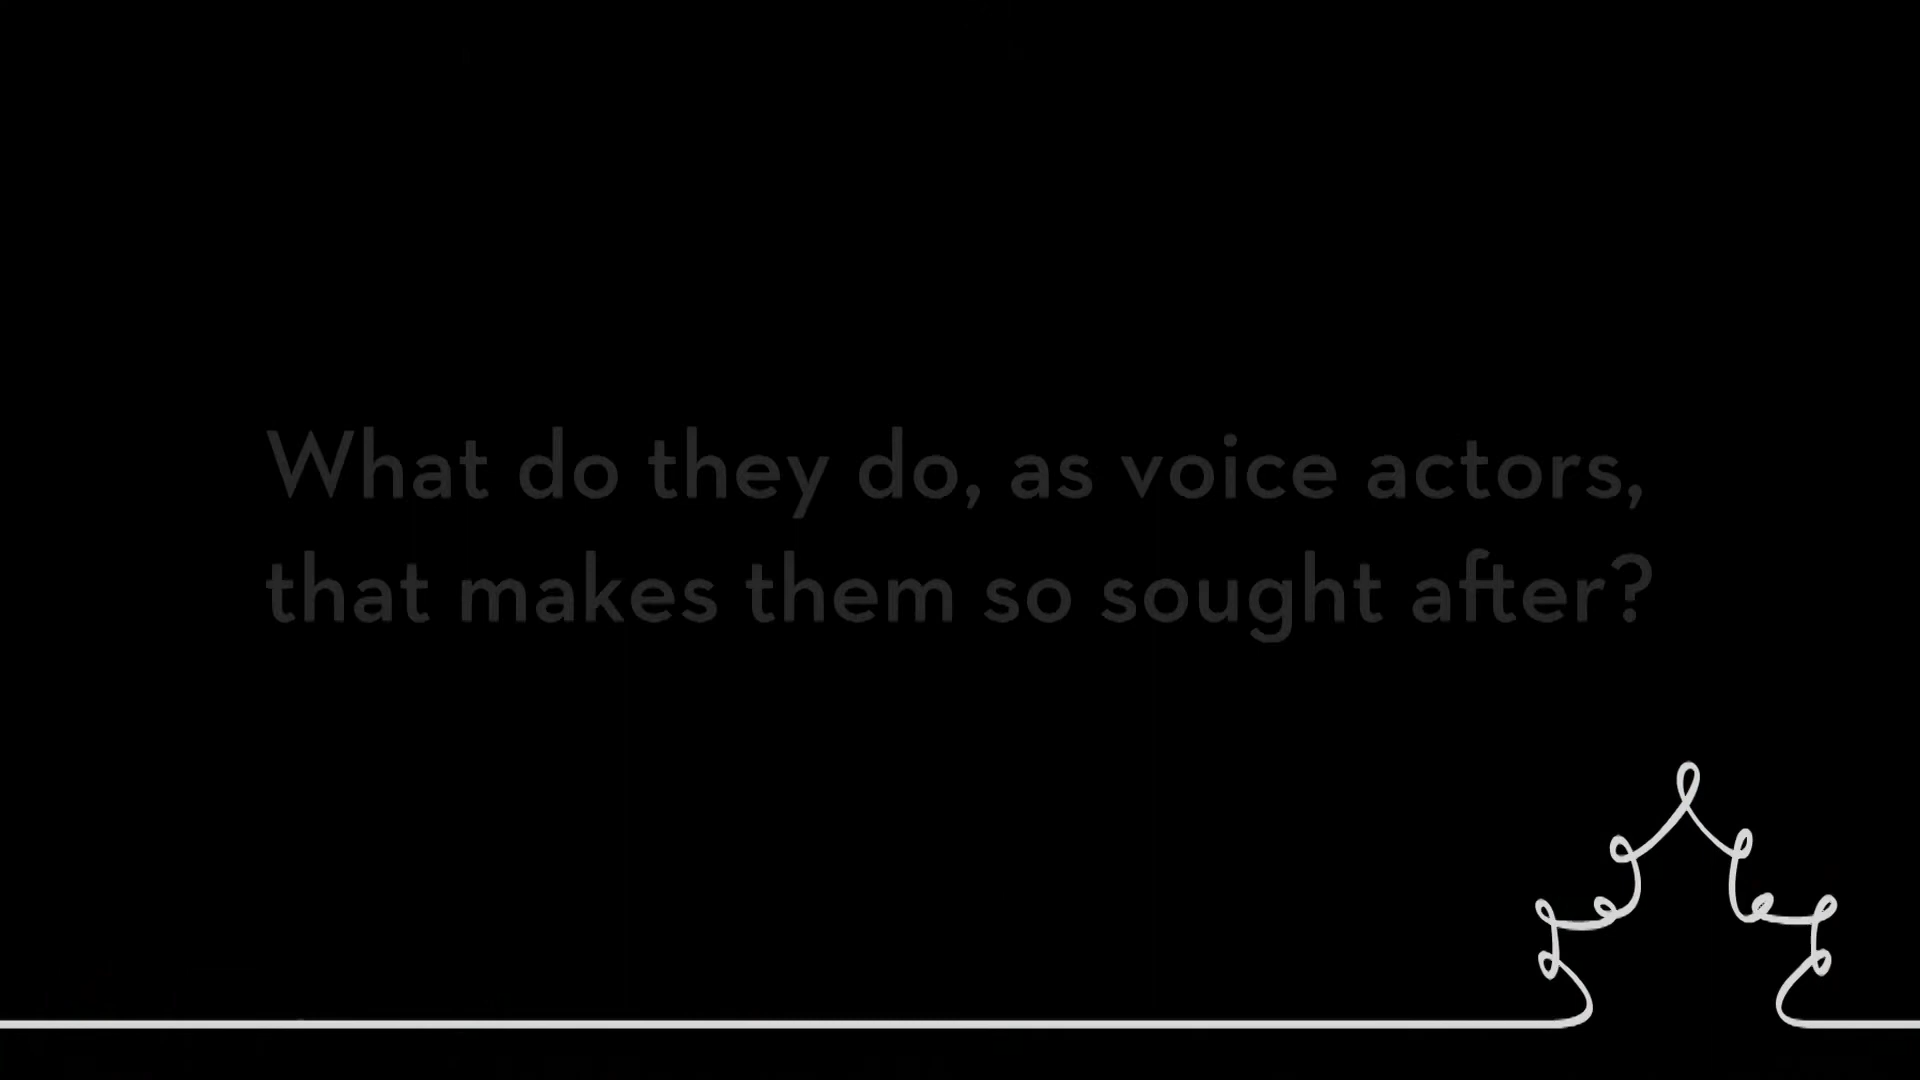 What do they do, as voice actors,
that makes them so sought after?